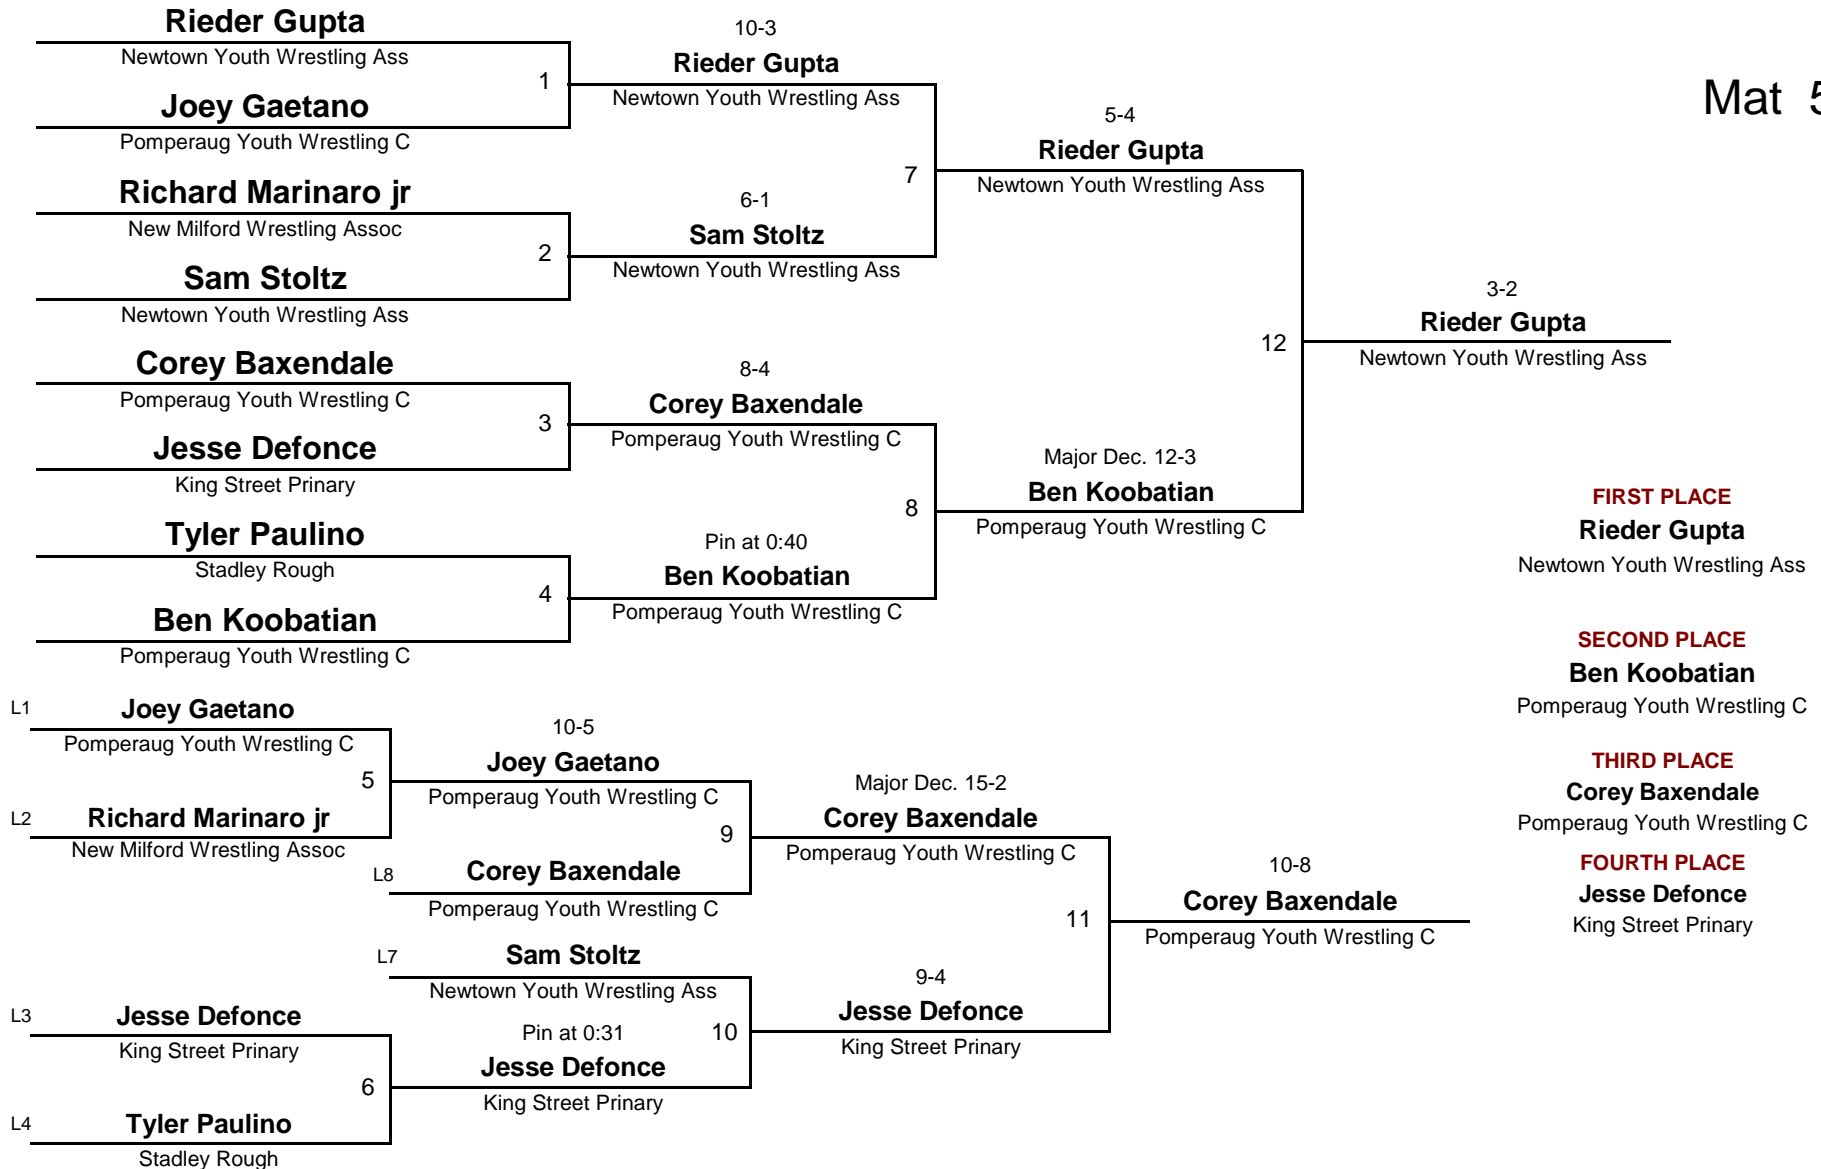 Rieder Gupta
Newtown Youth Wrestling Ass
1
Joey Gaetano
Pomperaug Youth Wrestling C
Richard Marinaro jr
New Milford Wrestling Assoc
2
Sam Stoltz
Newtown Youth Wrestling Ass
Corey Baxendale
Pomperaug Youth Wrestling C
3
Jesse Defonce
King Street Prinary
Tyler Paulino
Stadley Rough
4
Ben Koobatian
Pomperaug Youth Wrestling C
10-3
Rieder Gupta
Newtown Youth Wrestling Ass
7
6-1
Sam Stoltz
Newtown Youth Wrestling Ass
8-4
Corey Baxendale
Pomperaug Youth Wrestling C
8
Pin at 0:40
Ben Koobatian
Pomperaug Youth Wrestling C
5-4
Rieder Gupta
Newtown Youth Wrestling Ass
12
Major Dec. 12-3
Ben Koobatian
Pomperaug Youth Wrestling C
3-2
Rieder Gupta
Newtown Youth Wrestling Ass
Mat 5
FIRST PLACE
Rieder Gupta
Newtown Youth Wrestling Ass
SECOND PLACE
Ben Koobatian
Pomperaug Youth Wrestling C
THIRD PLACE
Corey Baxendale
Pomperaug Youth Wrestling C
FOURTH PLACE
Jesse Defonce
King Street Prinary
L1
Joey Gaetano
Pomperaug Youth Wrestling C
5
L2
Richard Marinaro jr
New Milford Wrestling Assoc
L3
Jesse Defonce
King Street Prinary
6
L4
Tyler Paulino
Stadley Rough
10-5
Joey Gaetano
Pomperaug Youth Wrestling C
9
L8
Corey Baxendale
Pomperaug Youth Wrestling C
L7
Sam Stoltz
Newtown Youth Wrestling Ass
10
Pin at 0:31
Jesse Defonce
King Street Prinary
Major Dec. 15-2
Corey Baxendale
Pomperaug Youth Wrestling C
11
9-4
Jesse Defonce
King Street Prinary
10-8
Corey Baxendale
Pomperaug Youth Wrestling C